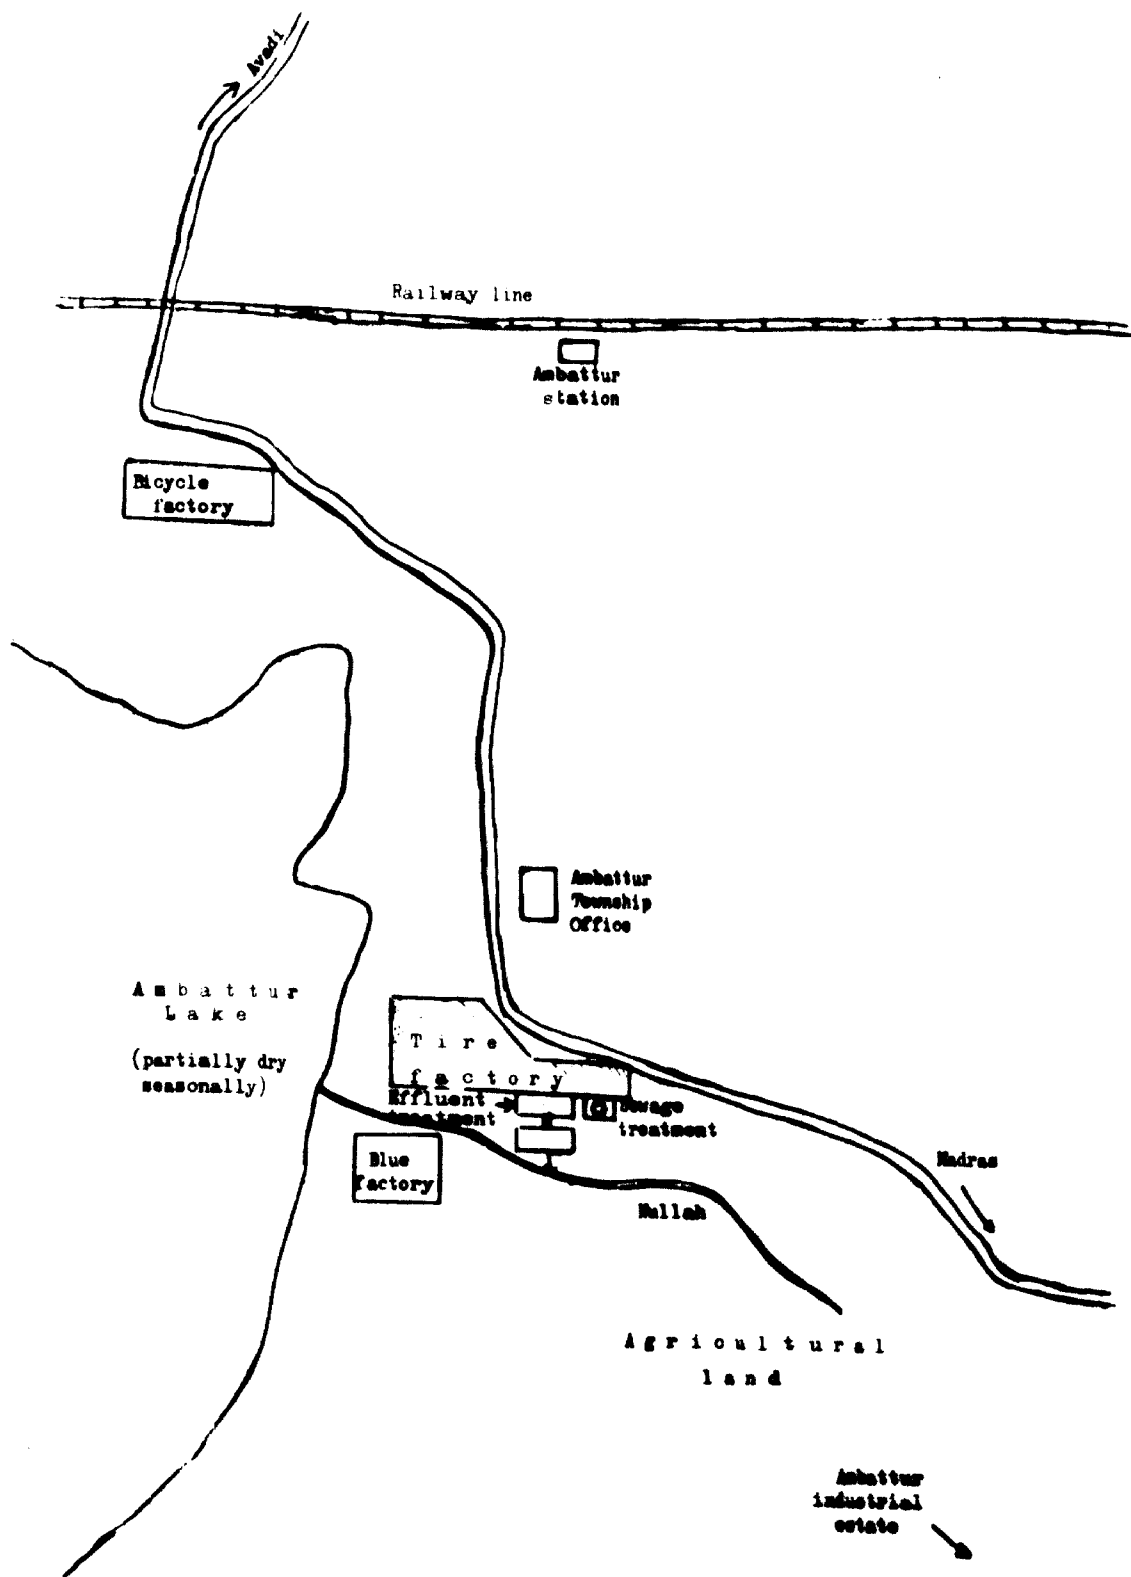 Avadi
Railway line
Ambattur
station
Bicycle
factory
Ambattur
Township
Office
Ambattur
Lake
(partially dry
seasonally)
Tire
factory
Effluent
treatment
Sewage
treatment
Blue
factory
Nullah
Madras
Agricultural
land
Ambattur
industrial
estate